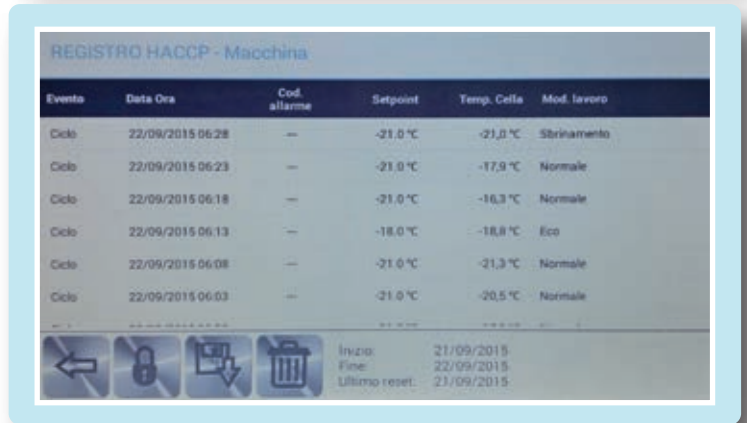 REGISTRO HACCP - Macchina
Evento Data Ora Cod. allarme Setpoint Temp. Cella Mod. lavoro
Ciclo 22/09/2015 06:28 --- -21.0 °C -21,0 °C Sbrinamento
Ciclo 22/09/2015 06:23 --- -21.0 °C -17,9 °C Normale
Ciclo 22/09/2015 06:18 --- -21.0 °C -16,3 °C Normale
Ciclo 22/09/2015 06:13 --- -18.0 °C -18,8 °C Eco
Ciclo 22/09/2015 06:08 --- -21.0 °C -21,3 °C Normale
Ciclo 22/09/2015 06:03 --- -21.0 °C -20,5 °C Normale
Inizio: 21/09/2015
Fine: 22/09/2015
Ultimo reset: 21/09/2015